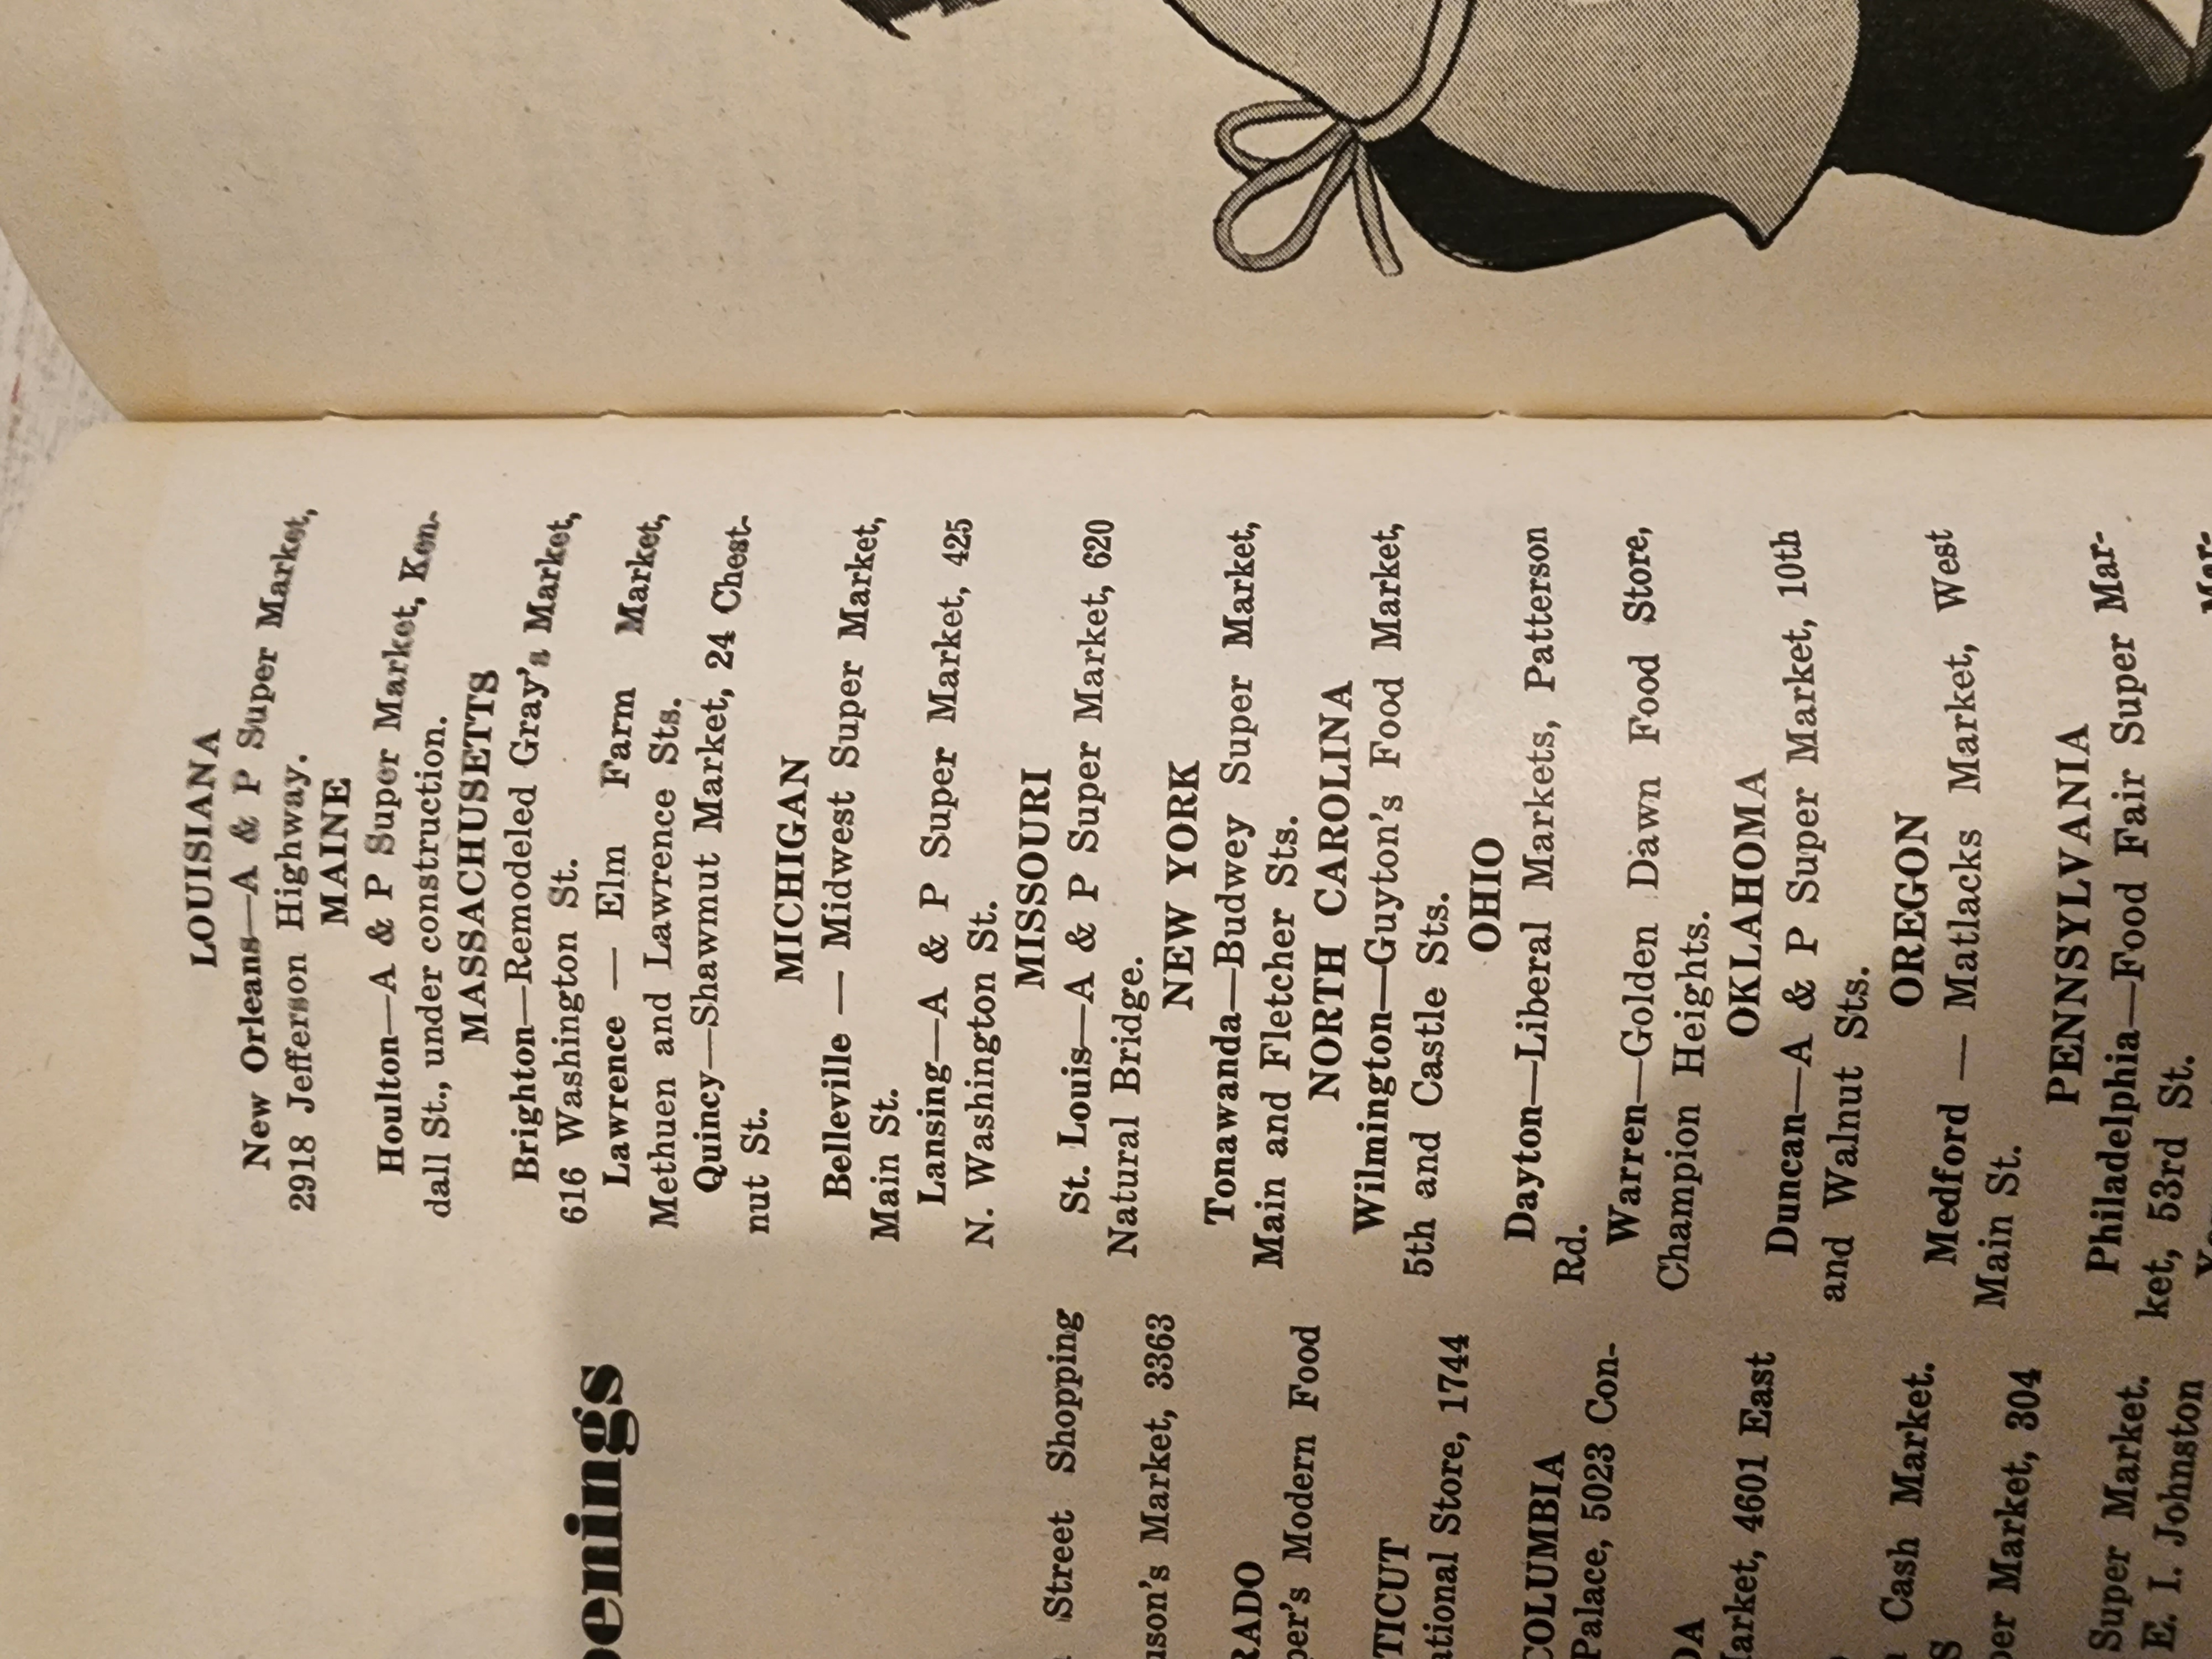 penings
Street Shopping
uson's Market, 3363
RADO
per's Modern Food
TICUT
ational Store, 1744
COLUMBIA
Palace, 5023 Con-
DA
Market, 4601 East
Cash Market.
S
per Market, 304
Super Market.
E. I. Johnston
LOUISIANA
New Orleans—A & P Super Market,
2918 Jefferson Highway.
MAINE
Houlton—A & P Super Market, Ken-
dall St., under construction.
MASSACHUSETTS
Brighton—Remodeled Gray's Market,
616 Washington St.
Lawrence — Elm Farm Market,
Methuen and Lawrence Sts.
Quincy—Shawmut Market, 24 Chest-
nut St.
MICHIGAN
Belleville — Midwest Super Market,
Main St.
Lansing—A & P Super Market, 425
N. Washington St.
MISSOURI
St. Louis—A & P Super Market, 620
Natural Bridge.
NEW YORK
Tonawanda—Budwey Super Market,
Main and Fletcher Sts.
NORTH CAROLINA
Wilmington—Guyton's Food Market,
5th and Castle Sts.
OHIO
Dayton—Liberal Markets, Patterson
Rd.
Warren—Golden Dawn Food Store,
Champion Heights.
OKLAHOMA
Duncan—A & P Super Market, 10th
and Walnut Sts.
OREGON
Medford — Matlacks Market, West
Main St.
PENNSYLVANIA
Philadelphia—Food Fair Super Mar-
ket, 53rd St.
Mar-